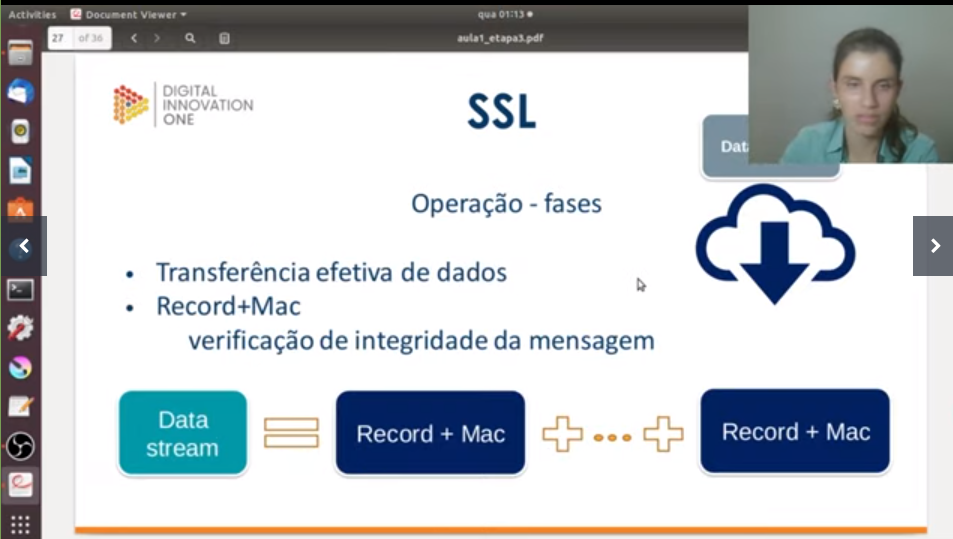 Activities Document Viewer qua 01:13
27 of 36 aula1_etapa3.pdf
DIGITAL
INNOVATION
ONE
SSL
Operação - fases
Transferência efetiva de dados
Record+Mac
verificação de integridade da mensagem
Data
stream
Record + Mac
Record + Mac